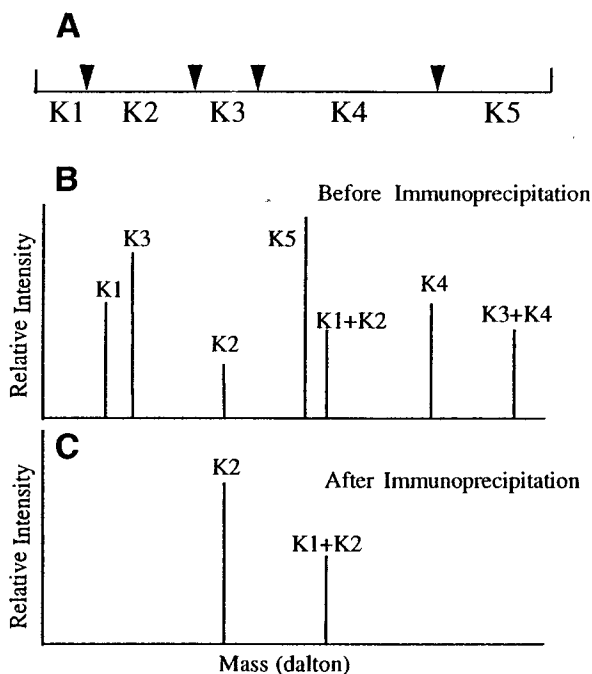 A
K1 K2 K3 K4 K5
B
Before Immunoprecipitation
Relative Intensity
K1
K3
K2
K5
K1+K2
K4
K3+K4
C
After Immunoprecipitation
Relative Intensity
K2
K1+K2
Mass (dalton)